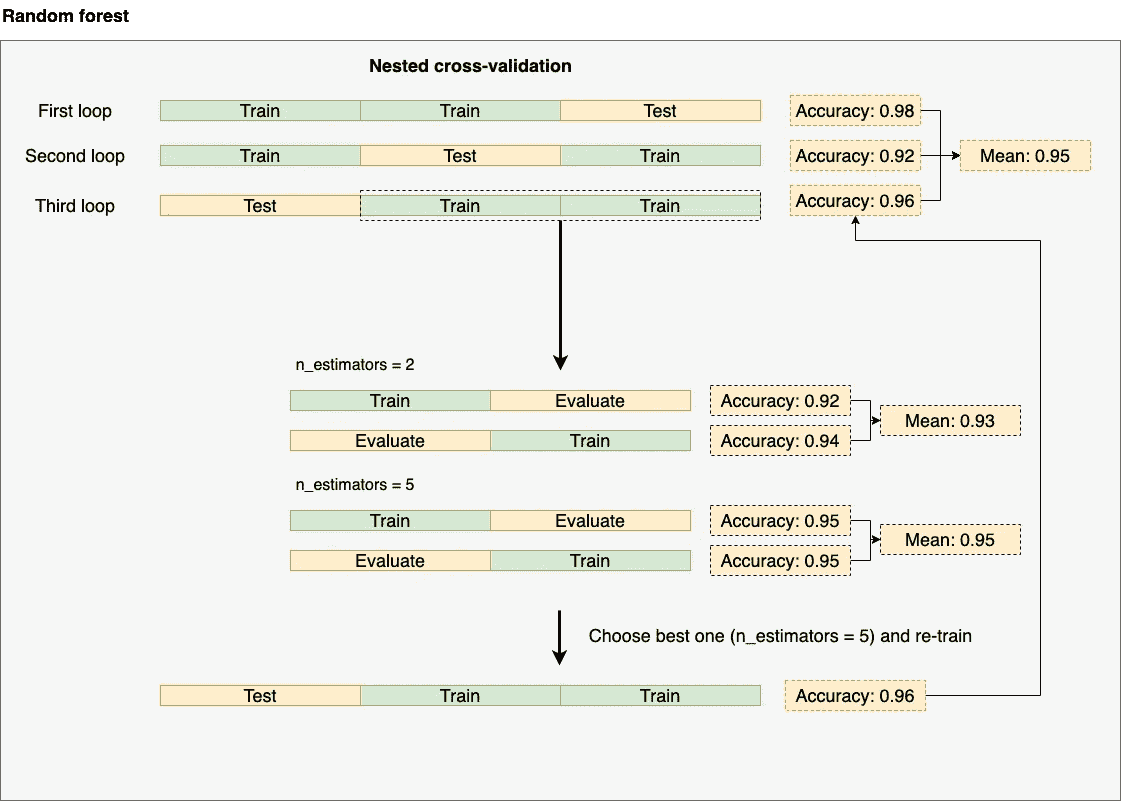 Random forest
Nested cross-validation
First loop Train Train Test Accuracy: 0.98
Second loop Train Test Train Accuracy: 0.92 Mean: 0.95
Third loop Test Train Train Accuracy: 0.96
n_estimators = 2
Train Evaluate Accuracy: 0.92
Mean: 0.93
Evaluate Train Accuracy: 0.94
n_estimators = 5
Train Evaluate Accuracy: 0.95
Mean: 0.95
Evaluate Train Accuracy: 0.95
Choose best one (n_estimators = 5) and re-train
Test Train Train Accuracy: 0.96